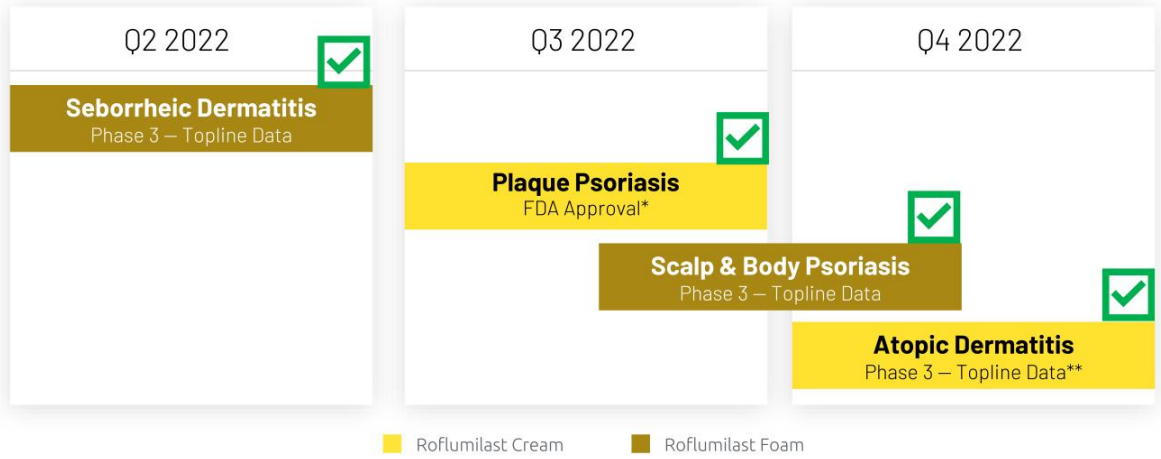 Q2 2022
Q3 2022
Q4 2022
Seborrheic Dermatitis
Phase 3 — Topline Data
Plaque Psoriasis
FDA Approval*
Scalp & Body Psoriasis
Phase 3 — Topline Data
Atopic Dermatitis
Phase 3 — Topline Data**
Roflumilast Cream
Roflumilast Foam